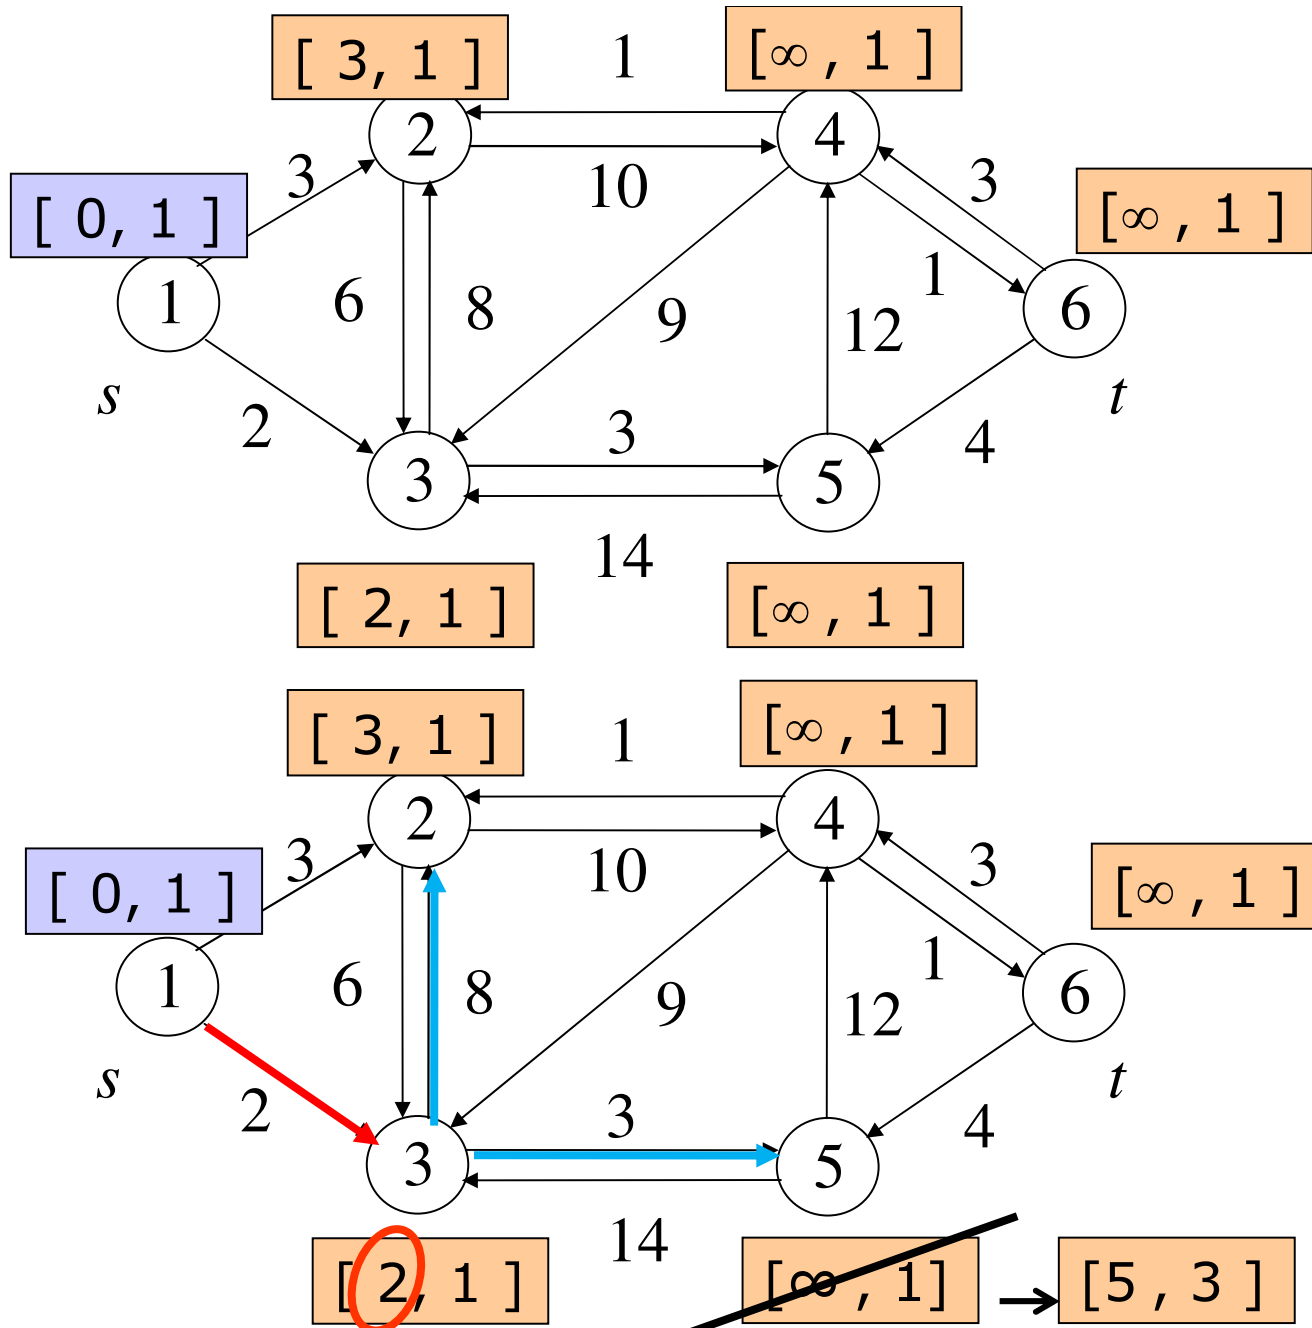 [ 3, 1 ]
1
[∞ , 1 ]
2
4
3
10
3
[ 0, 1 ]
[∞ , 1 ]
1
6
8
9
1
12
6
s
2
3
t
4
3
5
14
[ 2, 1 ]
[∞ , 1 ]
[ 3, 1 ]
1
[∞ , 1 ]
2
4
3
10
3
[ 0, 1 ]
[∞ , 1 ]
1
6
8
9
1
12
6
s
2
3
t
4
3
5
14
[ 2, 1 ]
[∞ , 1]
[5 , 3 ]